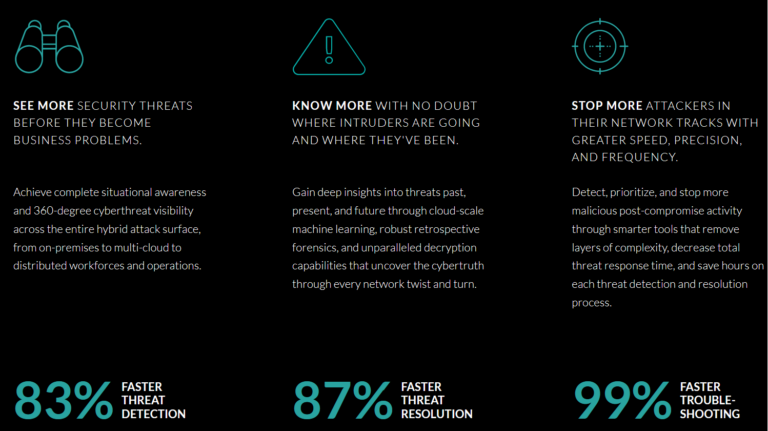 SEE MORE SECURITY THREATS
BEFORE THEY BECOME
BUSINESS PROBLEMS.
Achieve complete situational awareness
and 360-degree cyberthreat visibility
across the entire hybrid attack surface,
from on-premises to multi-cloud to
distributed workforces and operations.
83% FASTER
THREAT
DETECTION
KNOW MORE WITH NO DOUBT
WHERE INTRUDERS ARE GOING
AND WHERE THEY'VE BEEN.
Gain deep insights into threats past,
present, and future through cloud-scale
machine learning, robust retrospective
forensics, and unparalleled decryption
capabilities that uncover the cybertruth
through every network twist and turn.
87% FASTER
THREAT
RESOLUTION
STOP MORE ATTACKERS IN
THEIR NETWORK TRACKS WITH
GREATER SPEED, PRECISION,
AND FREQUENCY.
Detect, prioritize, and stop more
malicious post-compromise activity
through smarter tools that remove
layers of complexity, decrease total
threat response time, and save hours on
each threat detection and resolution
process.
99% FASTER
TROUBLE-
SHOOTING